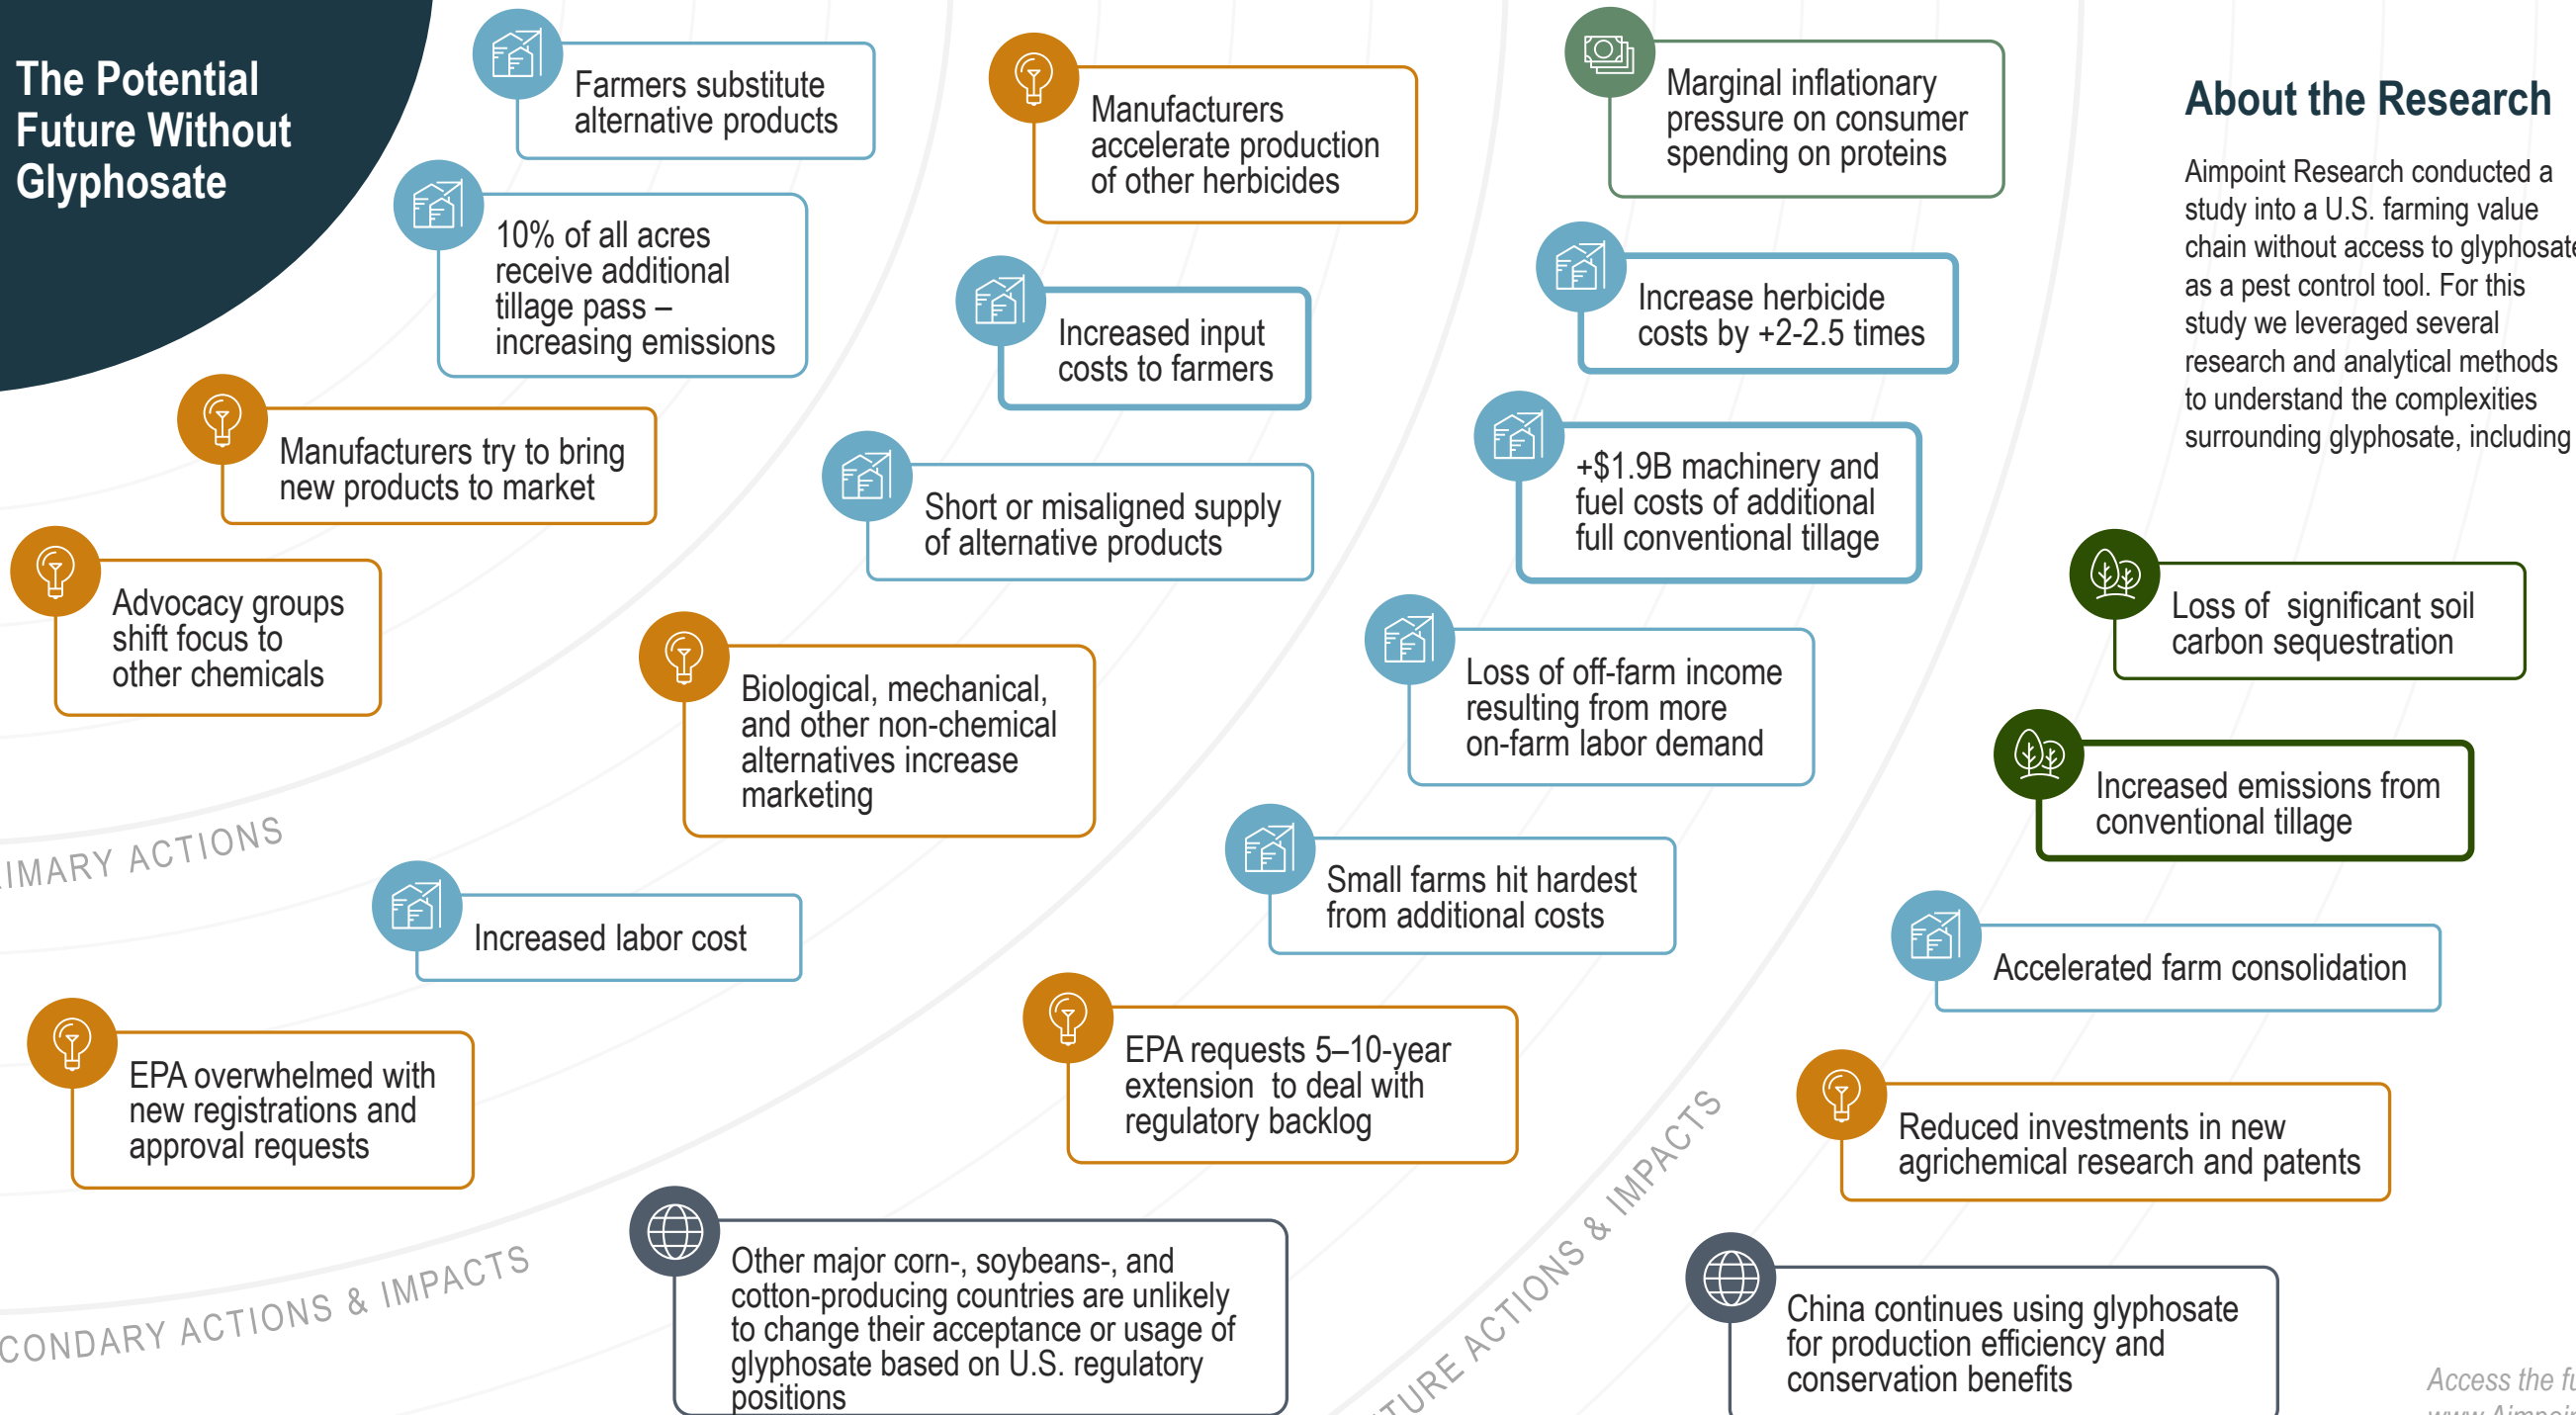 The Potential
Future Without
Glyphosate
Farmers substitute
alternative products
10% of all acres
receive additional
tillage pass –
increasing emissions
Manufacturers try to bring
new products to market
Advocacy groups
shift focus to
other chemicals
IMARY ACTIONS
Manufacturers
accelerate production
of other herbicides
Increased input
costs to farmers
Short or misaligned supply
of alternative products
Biological, mechanical,
and other non-chemical
alternatives increase
marketing
Increased labor cost
EPA overwhelmed with
new registrations and
approval requests
CONDARY ACTIONS & IMPACTS
Marginal inflationary
pressure on consumer
spending on proteins
Increase herbicide
costs by +2-2.5 times
+$1.9B machinery and
fuel costs of additional
full conventional tillage
Loss of off-farm income
resulting from more
on-farm labor demand
Small farms hit hardest
from additional costs
EPA requests 5–10-year
extension to deal with
regulatory backlog
Other major corn-, soybeans-, and
cotton-producing countries are unlikely
to change their acceptance or usage of
glyphosate based on U.S. regulatory
positions
TURE ACTIONS & IMPACTS
About the Research
Aimpoint Research conducted a
study into a U.S. farming value
chain without access to glyphosate
as a pest control tool. For this
study we leveraged several
research and analytical methods
to understand the complexities
surrounding glyphosate, including
Loss of significant soil
carbon sequestration
Increased emissions from
conventional tillage
Accelerated farm consolidation
Reduced investments in new
agrichemical research and patents
China continues using glyphosate
for production efficiency and
conservation benefits
Access the